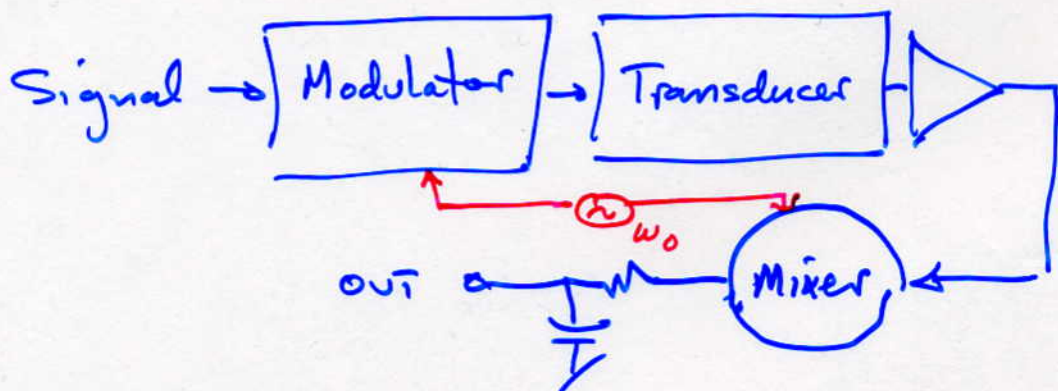 Signal → Modulator → Transducer
ω₀
OUT Mixer